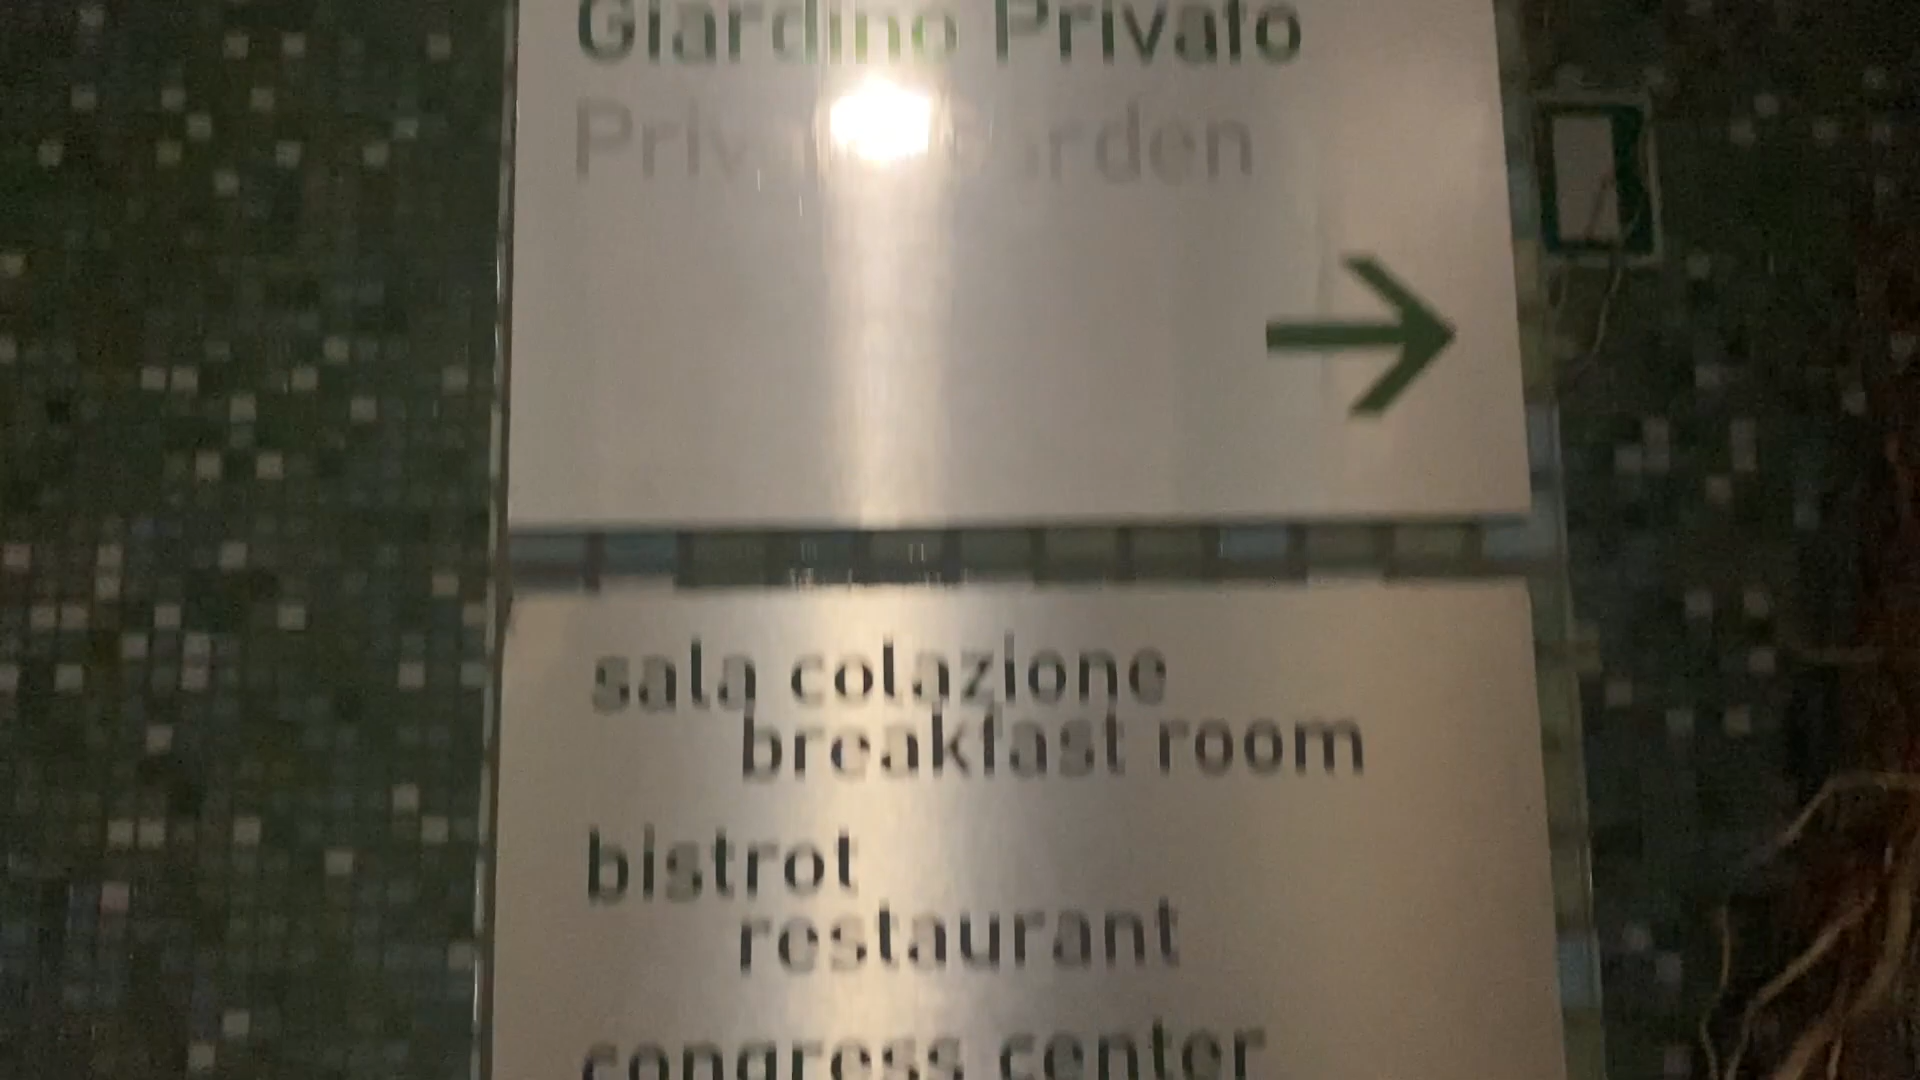 Giardino Privato
Private Garden
sala colazione
breakfast room
bistrot
restaurant
congress center